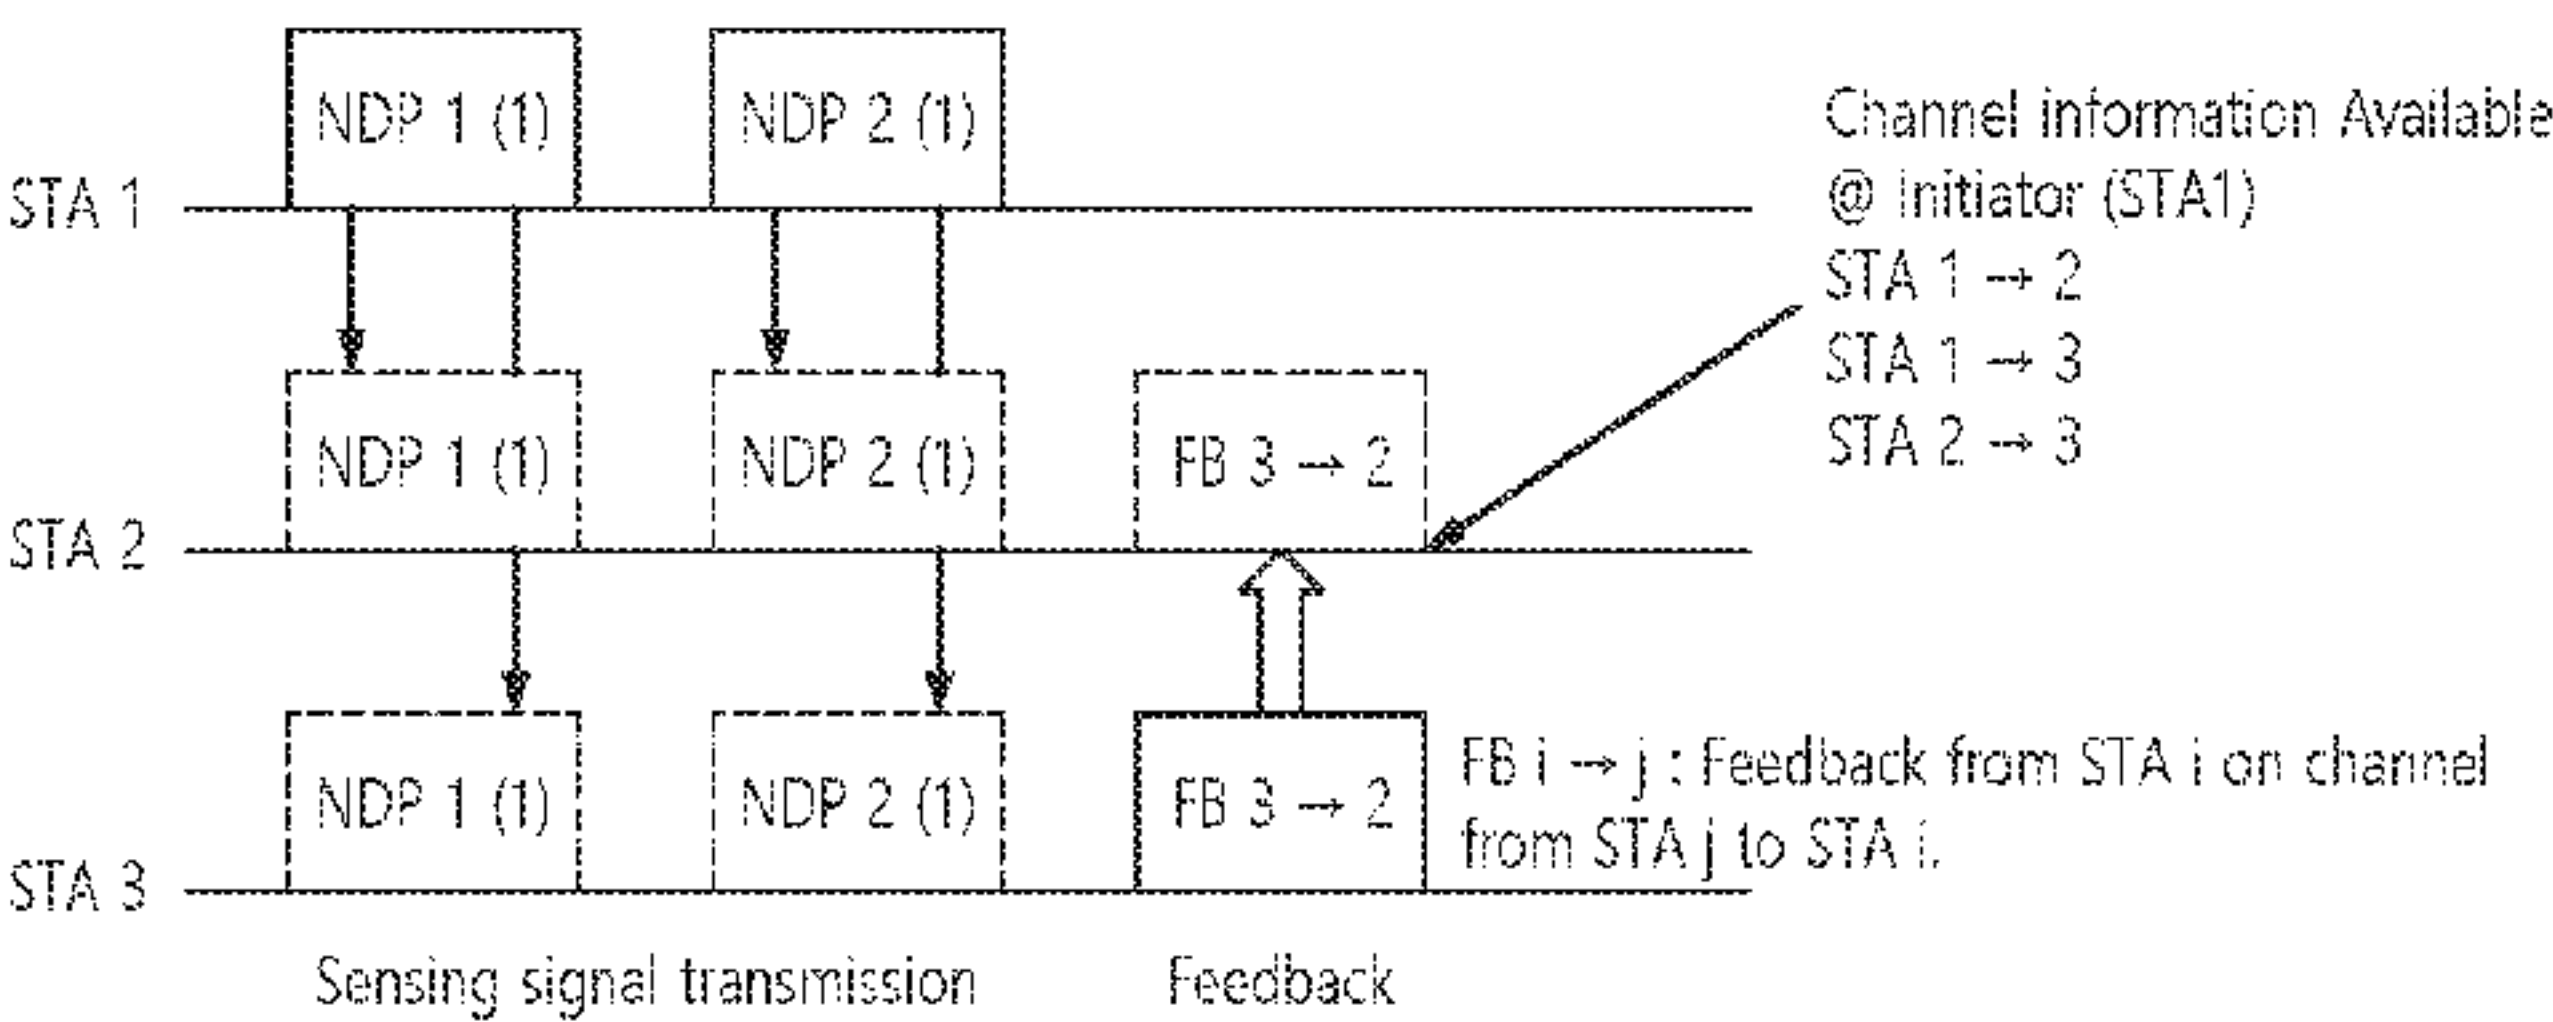 NDP 1 (1) NDP 2 (1)
STA 1
Channel information Available
@ Initiator (STA1)
STA 1 → 2
STA 1 → 3
STA 2 → 3
NDP 1 (1) NDP 2 (1) FB 3 → 2
STA 2
NDP 1 (1) NDP 2 (1) FB 3 → 2
STA 3
FB i → j : Feedback from STA i on channel
from STA j to STA i.
Sensing signal transmission Feedback